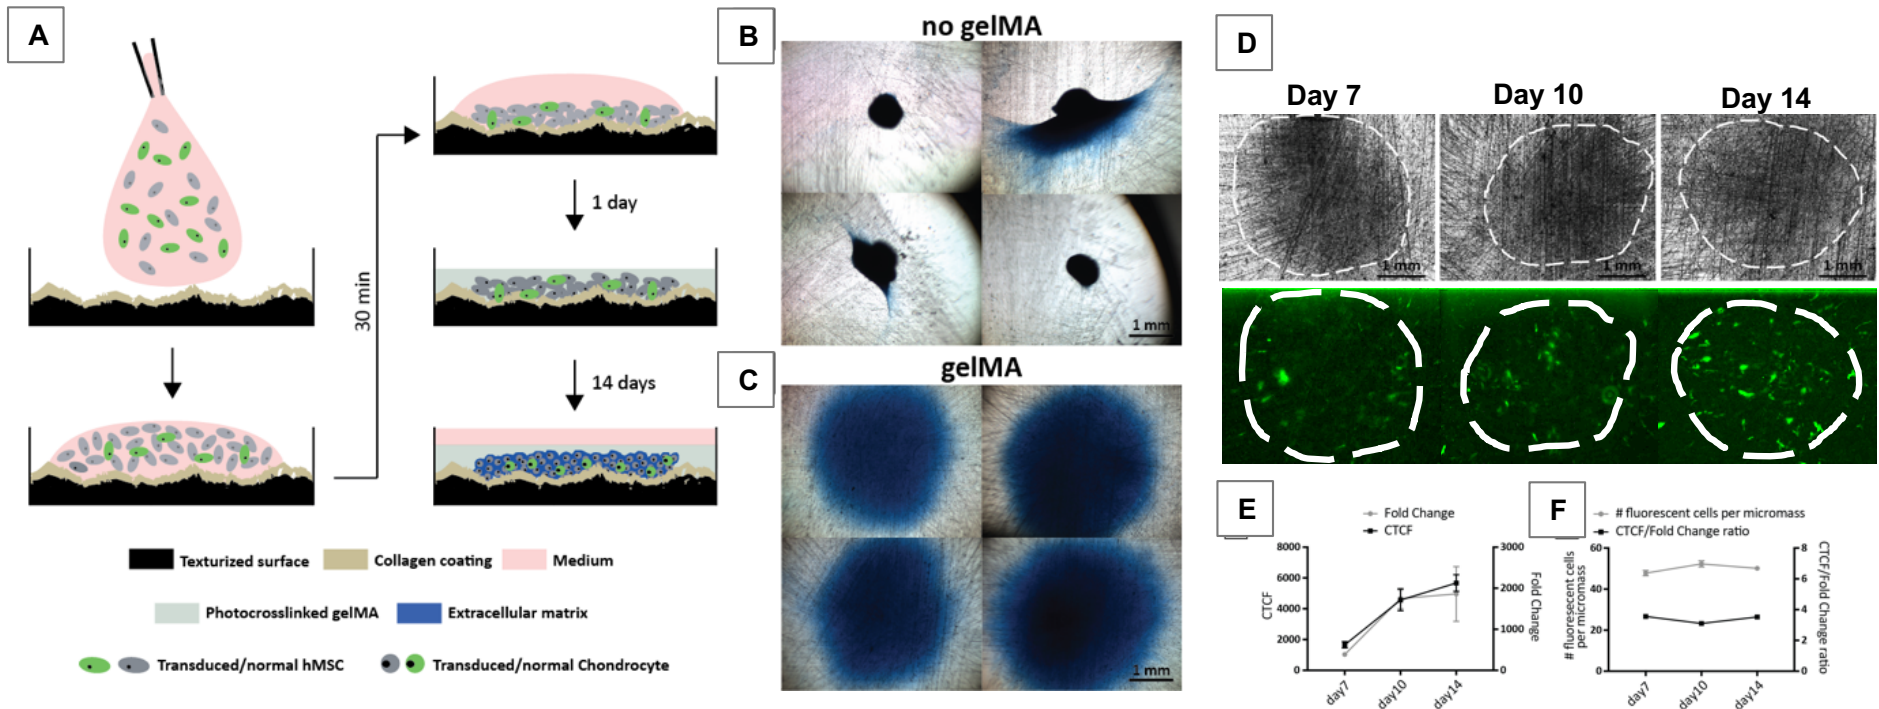 A
30 min
1 day
14 days
Texturized surface
Collagen coating
Medium
Photocrosslinked gelMA
Extracellular matrix
Transduced/normal hMSC
Transduced/normal Chondrocyte
B
no gelMA
1 mm
C
gelMA
1 mm
D
Day 7
Day 10
Day 14
1 mm
1 mm
1 mm
E
Fold Change
CTCF
8000
6000
4000
2000
0
CTCF
3000
2000
1000
0
Fold Change
day7
day10
day14
F
# fluorescent cells per micromass
CTCF/Fold Change ratio
60
40
20
0
# fluorescent cells
per micromass
8
6
4
2
0
CTCF/Fold Change ratio
day7
day10
day14